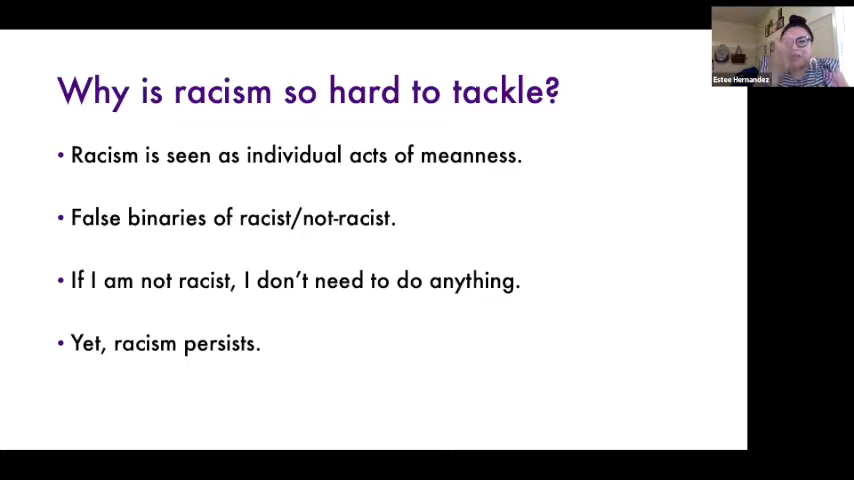 Why is racism so hard to tackle?
• Racism is seen as individual acts of meanness.
• False binaries of racist/not-racist.
• If I am not racist, I don't need to do anything.
• Yet, racism persists.
Estee Hernandez